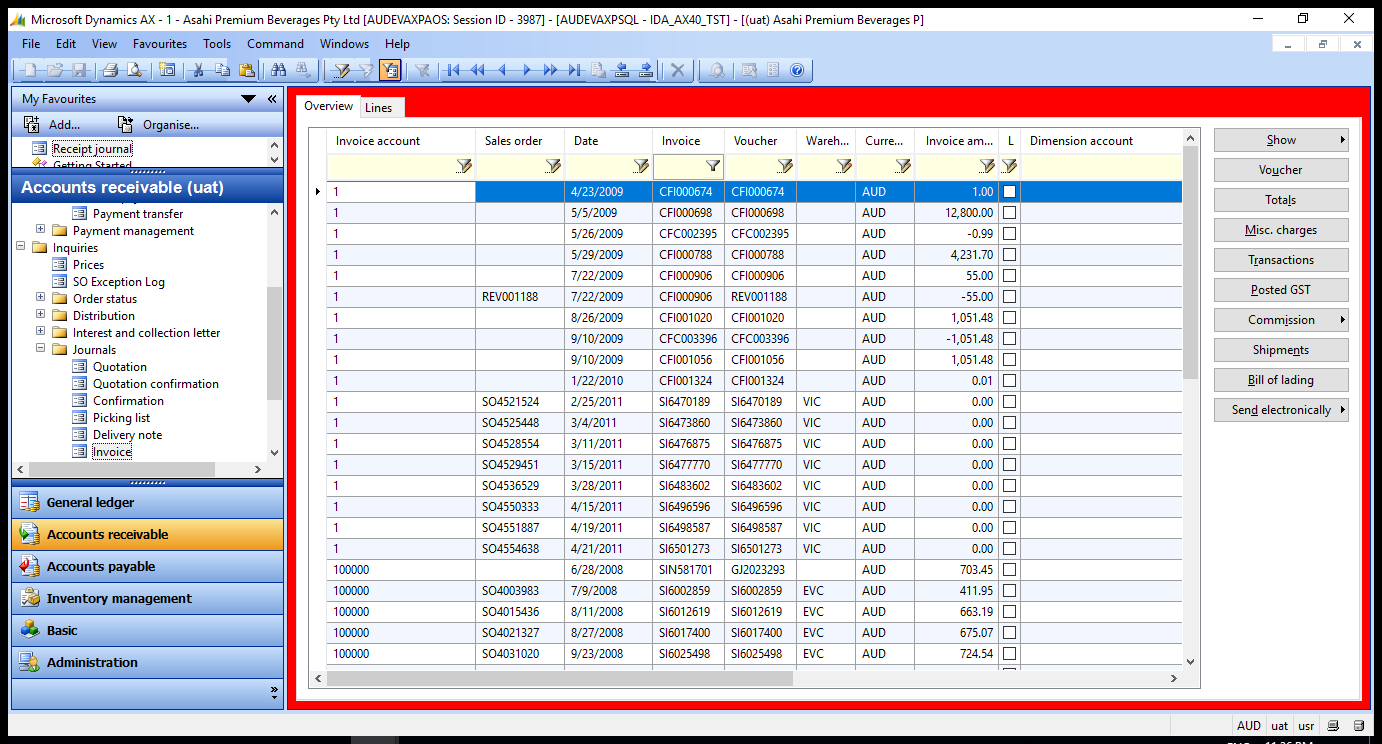 Microsoft Dynamics AX - 1 - Asahi Premium Beverages Pty Ltd [AUDEVAXPAOS: Session ID - 3987] - [AUDEVAXPSQL - IDA_AX40_TST] - [(uat) Asahi Premium Beverages P]
File Edit View Favourites Tools Command Windows Help
My Favourites
Add... Organise...
Receipt journal
Getting Started
Accounts receivable (uat)
Payment transfer
Payment management
Inquiries
Prices
SO Exception Log
Order status
Distribution
Interest and collection letter
Journals
Quotation
Quotation confirmation
Confirmation
Picking list
Delivery note
Invoice
General ledger
Accounts receivable
Accounts payable
Inventory management
Basic
Administration
Overview Lines
Invoice account Sales order Date Invoice Voucher Wareh... Curre... Invoice am... L Dimension account
1 4/23/2009 CFI000674 CFI000674 AUD 1.00
1 5/5/2009 CFI000698 CFI000698 AUD 12,800.00
1 5/26/2009 CFC002395 CFC002395 AUD -0.99
1 5/29/2009 CFI000788 CFI000788 AUD 4,231.70
1 7/22/2009 CFI000906 CFI000906 AUD 55.00
1 REV001188 7/22/2009 CFI000906 REV001188 AUD -55.00
1 8/26/2009 CFI001020 CFI001020 AUD 1,051.48
1 9/10/2009 CFC003396 CFC003396 AUD -1,051.48
1 9/10/2009 CFI001056 CFI001056 AUD 1,051.48
1 1/22/2010 CFI001324 CFI001324 AUD 0.01
1 SO4521524 2/25/2011 SI6470189 SI6470189 VIC AUD 0.00
1 SO4525448 3/4/2011 SI6473860 SI6473860 VIC AUD 0.00
1 SO4528554 3/11/2011 SI6476875 SI6476875 VIC AUD 0.00
1 SO4529451 3/15/2011 SI6477770 SI6477770 VIC AUD 0.00
1 SO4536529 3/28/2011 SI6483602 SI6483602 VIC AUD 0.00
1 SO4550333 4/15/2011 SI6496596 SI6496596 VIC AUD 0.00
1 SO4551887 4/19/2011 SI6498587 SI6498587 VIC AUD 0.00
1 SO4554638 4/21/2011 SI6501273 SI6501273 VIC AUD 0.00
100000 6/28/2008 SIN581701 GJ2023293 AUD 703.45
100000 SO4003983 7/9/2008 SI6002859 SI6002859 EVC AUD 411.95
100000 SO4015436 8/11/2008 SI6012619 SI6012619 EVC AUD 663.19
100000 SO4021327 8/27/2008 SI6017400 SI6017400 EVC AUD 675.07
100000 SO4031020 9/23/2008 SI6025498 SI6025498 EVC AUD 724.54
Show
Voucher
Totals
Misc. charges
Transactions
Posted GST
Commission
Shipments
Bill of lading
Send electronically
AUD uat usr